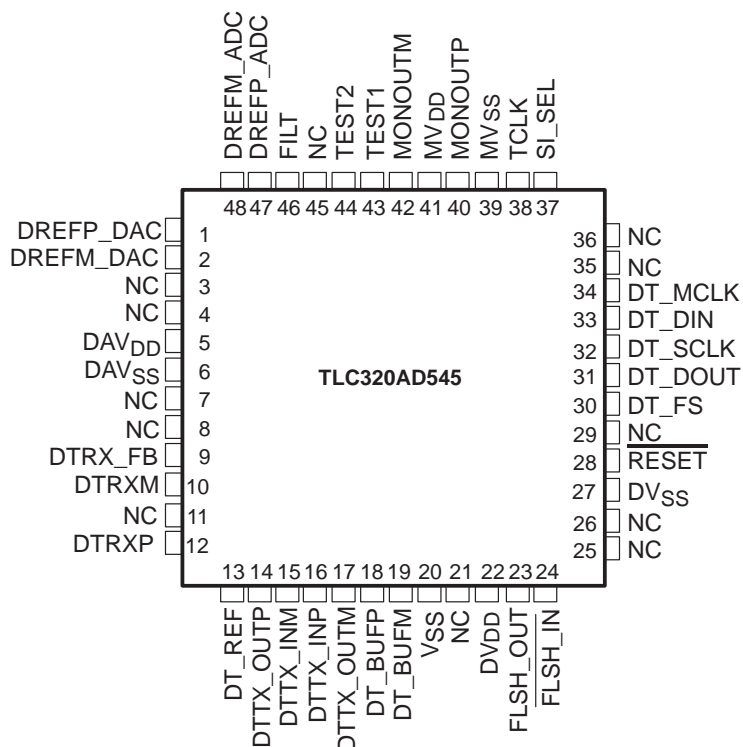 DREFM_ADC
DREFP_ADC
FILT
NC
TEST2
TEST1
MONOUTM
MVDD
MONOUTP
MVSS
TCLK
SI_SEL
48 47 46 45 44 43 42 41 40 39 38 37
DREFP_DAC 1
DREFM_DAC 2
NC 3
NC 4
DAVDD 5
DAVSS 6
NC 7
NC 8
DTRX_FB 9
DTRXM 10
NC 11
DTRXP 12
TLC320AD545
36 NC
35 NC
34 DT_MCLK
33 DT_DIN
32 DT_SCLK
31 DT_DOUT
30 DT_FS
29 NC
28 RESET
27 DVSS
26 NC
25 NC
13 14 15 16 17 18 19 20 21 22 23 24
DT_REF
DTTX_OUTP
DTTX_INM
DTTX_INP
DTTX_OUTM
DT_BUFP
DT_BUFM
VSS
NC
DVDD
FLSH_OUT
FLSH_IN